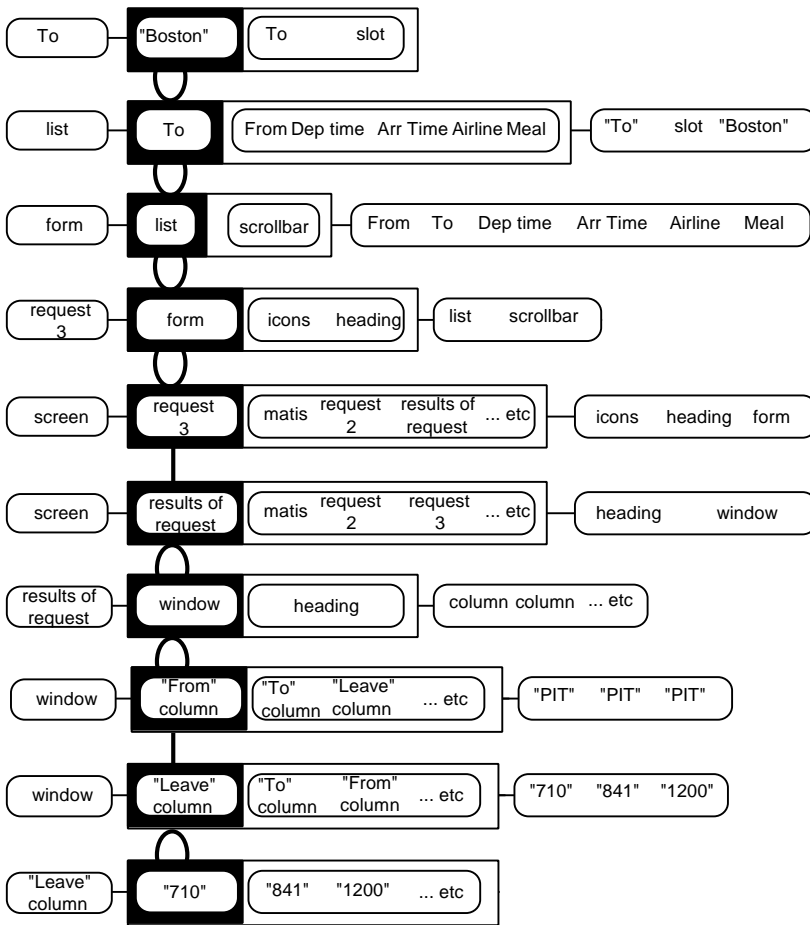 To "Boston" To slot
list To From Dep time Arr Time Airline Meal "To" slot "Boston"
form list scrollbar From To Dep time Arr Time Airline Meal
request 3 form icons heading list scrollbar
screen request 3 matis request 2 results of request ... etc icons heading form
screen results of request matis request 2 request 3 ... etc heading window
results of request window heading column column ... etc
window "From" column "To" column "Leave" column ... etc "PIT" "PIT" "PIT"
window "Leave" column "To" column "From" column ... etc "710" "841" "1200"
"Leave" column "710" "841" "1200" ... etc